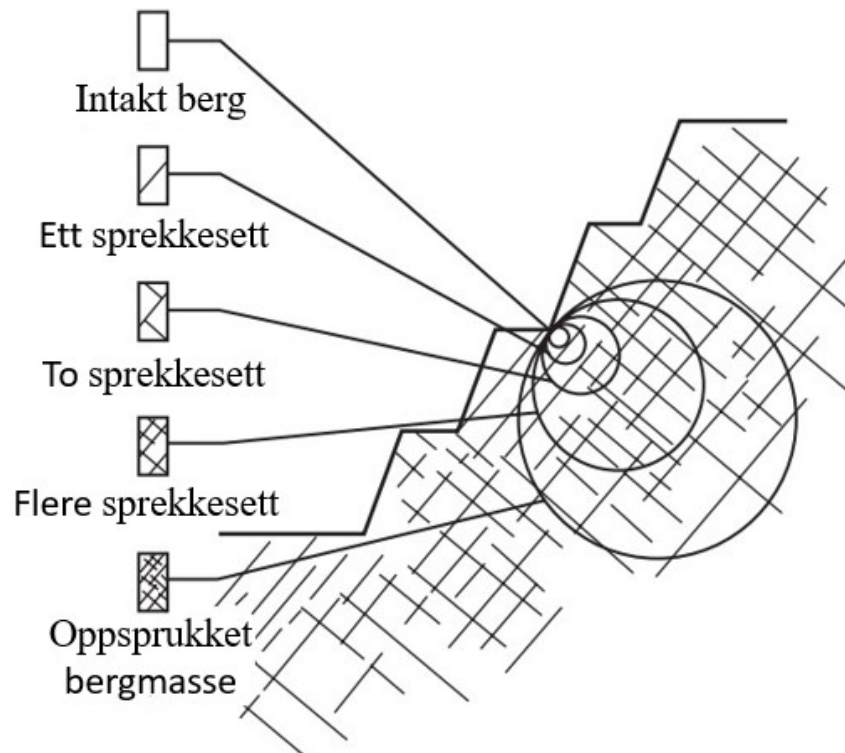 Intakt berg
Ett sprekkesett
To sprekkesett
Flere sprekkesett
Oppsprukket
bergmasse